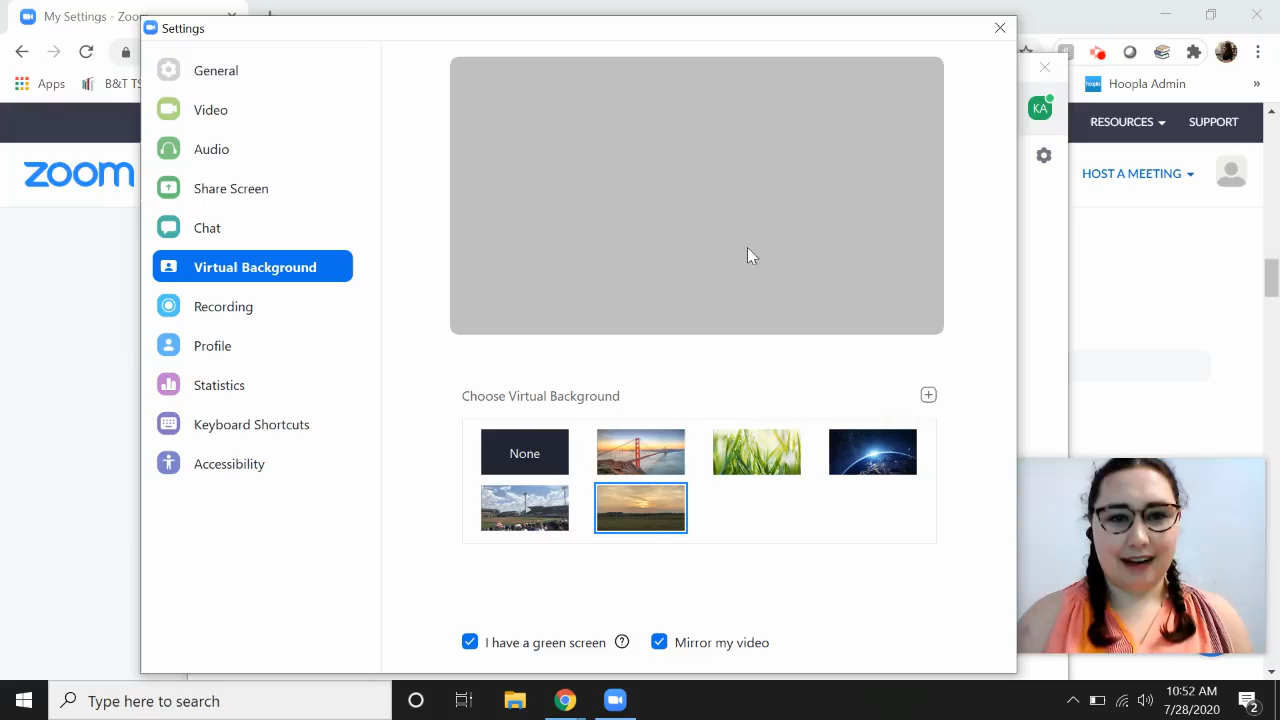 My Settings - Zoo
Settings
Apps
B&T TS
Hoopla Admin
»
hoopla
KA
RESOURCES
SUPPORT
zoom
HOST A MEETING
General
Video
Audio
Share Screen
Chat
Virtual Background
Recording
Profile
Statistics
Keyboard Shortcuts
Accessibility
Choose Virtual Background
None
I have a green screen
Mirror my video
Type here to search
10:52 AM
7/28/2020
2